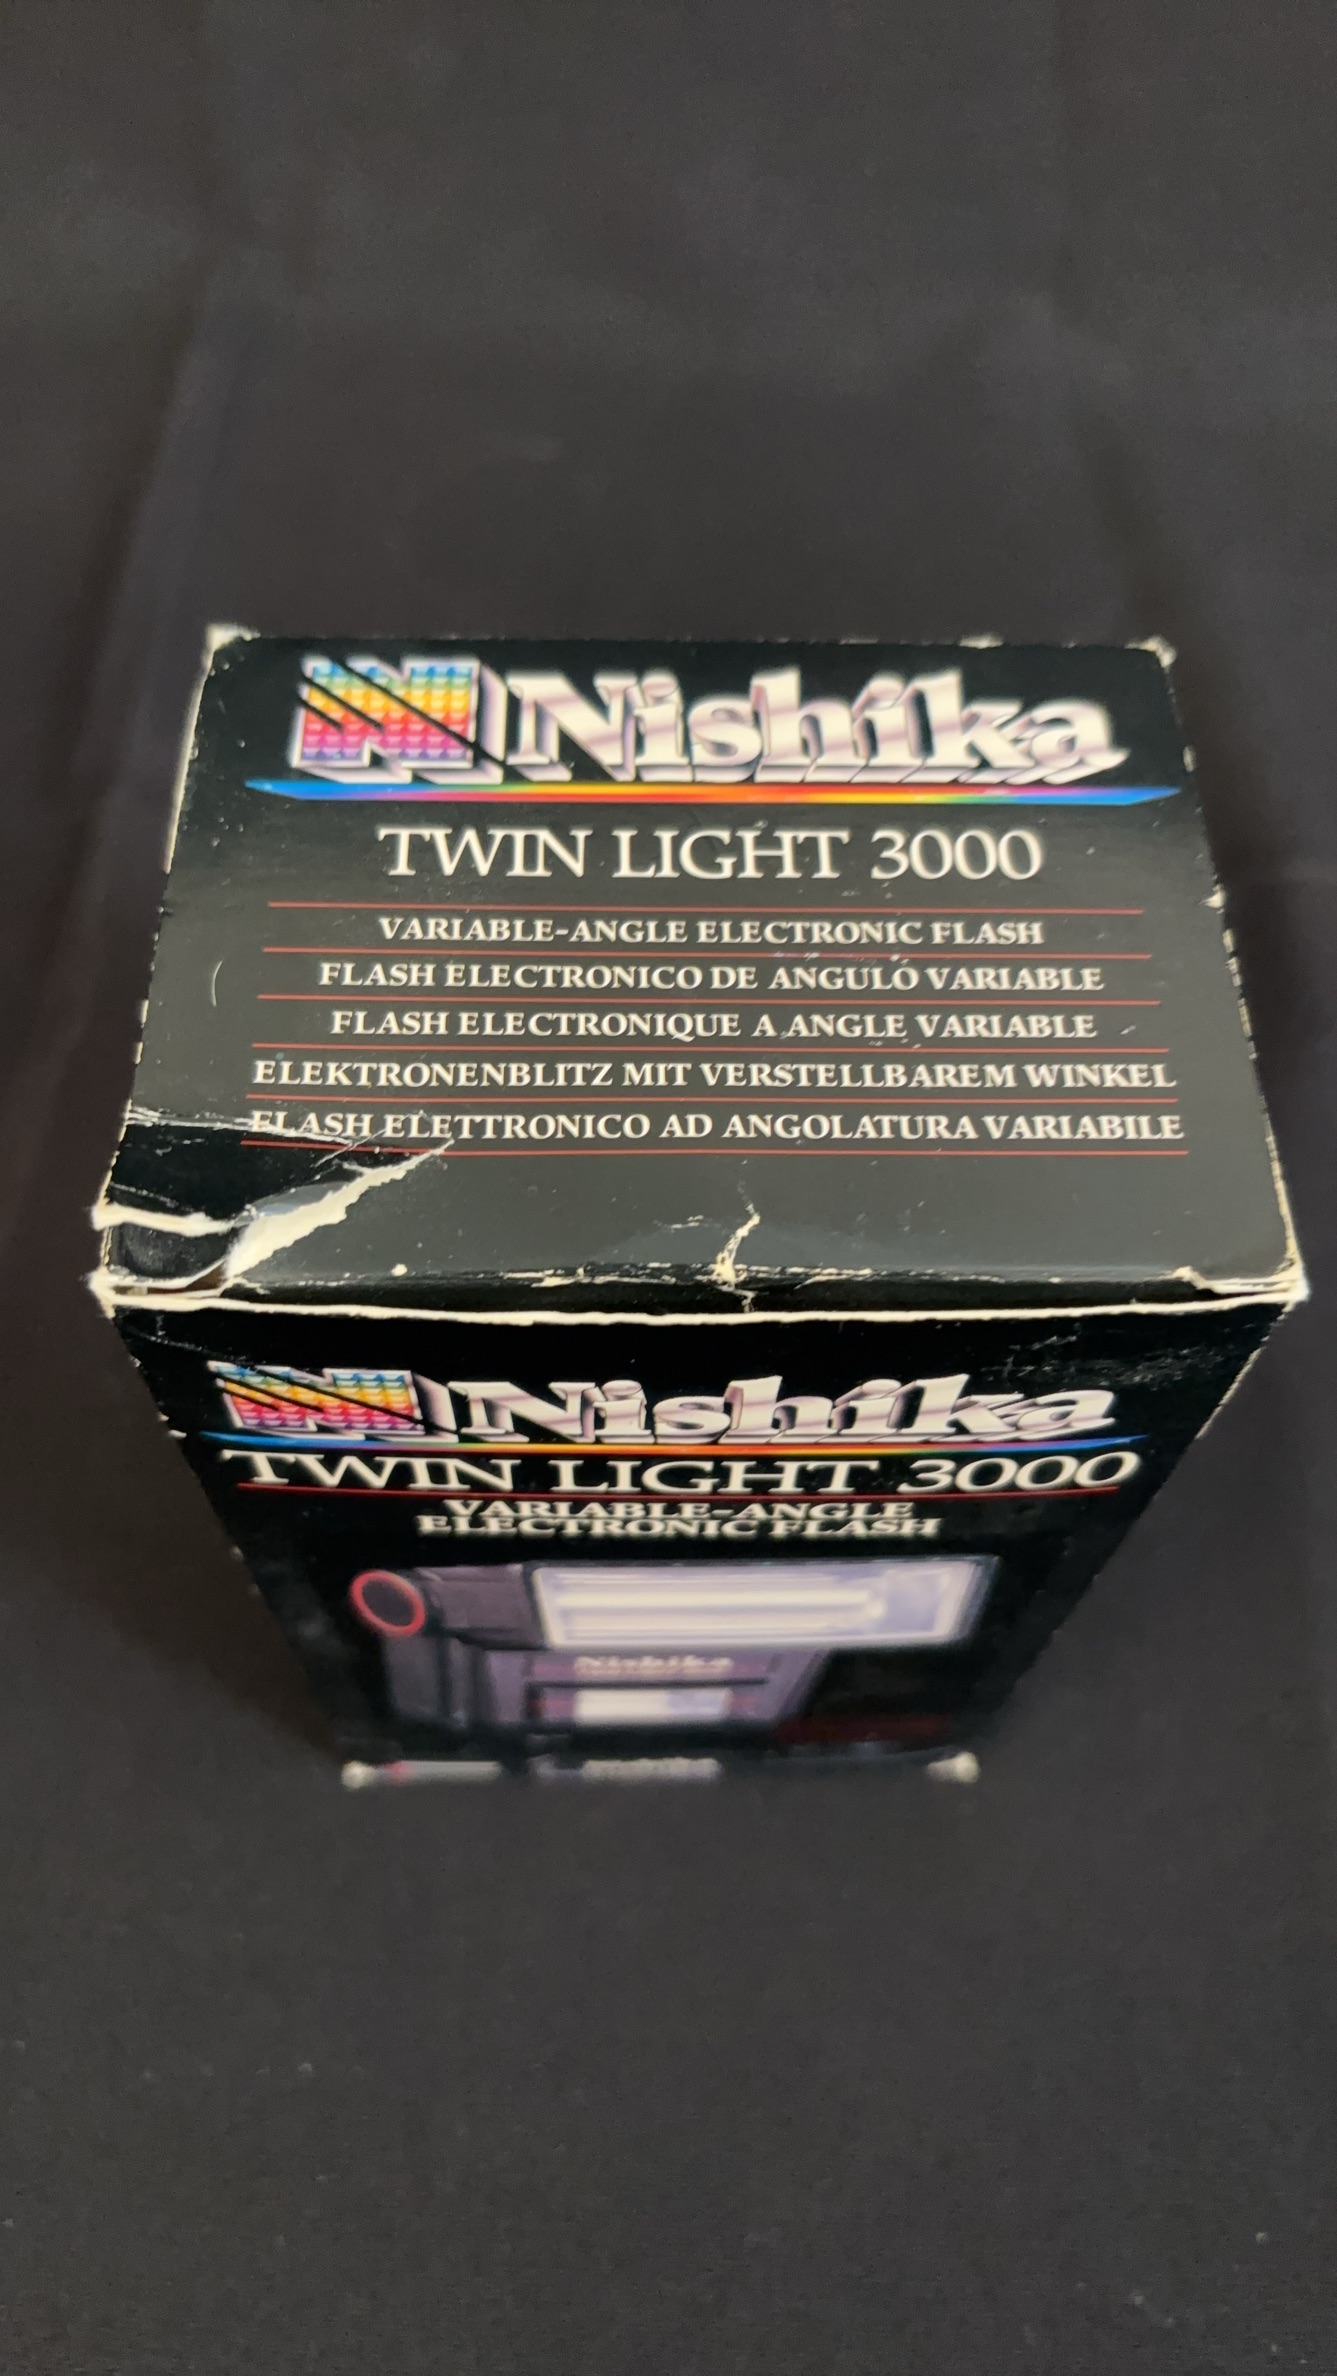 Nishika
TWIN LIGHT 3000
VARIABLE-ANGLE ELECTRONIC FLASH
FLASH ELECTRONICO DE ANGULO VARIABLE
FLASH ELECTRONIQUE A ANGLE VARIABLE
ELEKTRONENBLITZ MIT VERSTELLBAREM WINKEL
FLASH ELETTRONICO AD ANGOLATURA VARIABILE
Nishika
TWIN LIGHT 3000
VARIABLE-ANGLE
ELECTRONIC FLASH
Nishika